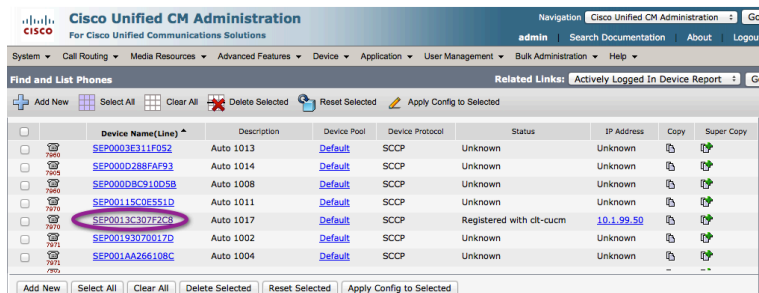 Cisco Unified CM Administration
CISCO For Cisco Unified Communications Solutions
Navigation Cisco Unified CM Administration Go
admin Search Documentation About Logou
System Call Routing Media Resources Advanced Features Device Application User Management Bulk Administration Help
Find and List Phones Related Links: Actively Logged In Device Report G
Add New Select All Clear All Delete Selected Reset Selected Apply Config to Selected
Device Name(Line) Description Device Pool Device Protocol Status IP Address Copy Super Copy
7960 SEP0003E311F052 Auto 1013 Default SCCP Unknown Unknown
7905 SEP000D288FAF93 Auto 1014 Default SCCP Unknown Unknown
7960 SEP000DBC910D5B Auto 1008 Default SCCP Unknown Unknown
7970 SEP00115C0E551D Auto 1011 Default SCCP Unknown Unknown
7970 SEP0013C307F2C8 Auto 1017 Default SCCP Registered with clt-cucm 10.1.99.50
7971 SEP00193070017D Auto 1002 Default SCCP Unknown Unknown
7971 SEP001AA266108C Auto 1004 Default SCCP Unknown Unknown
Add New Select All Clear All Delete Selected Reset Selected Apply Config to Selected